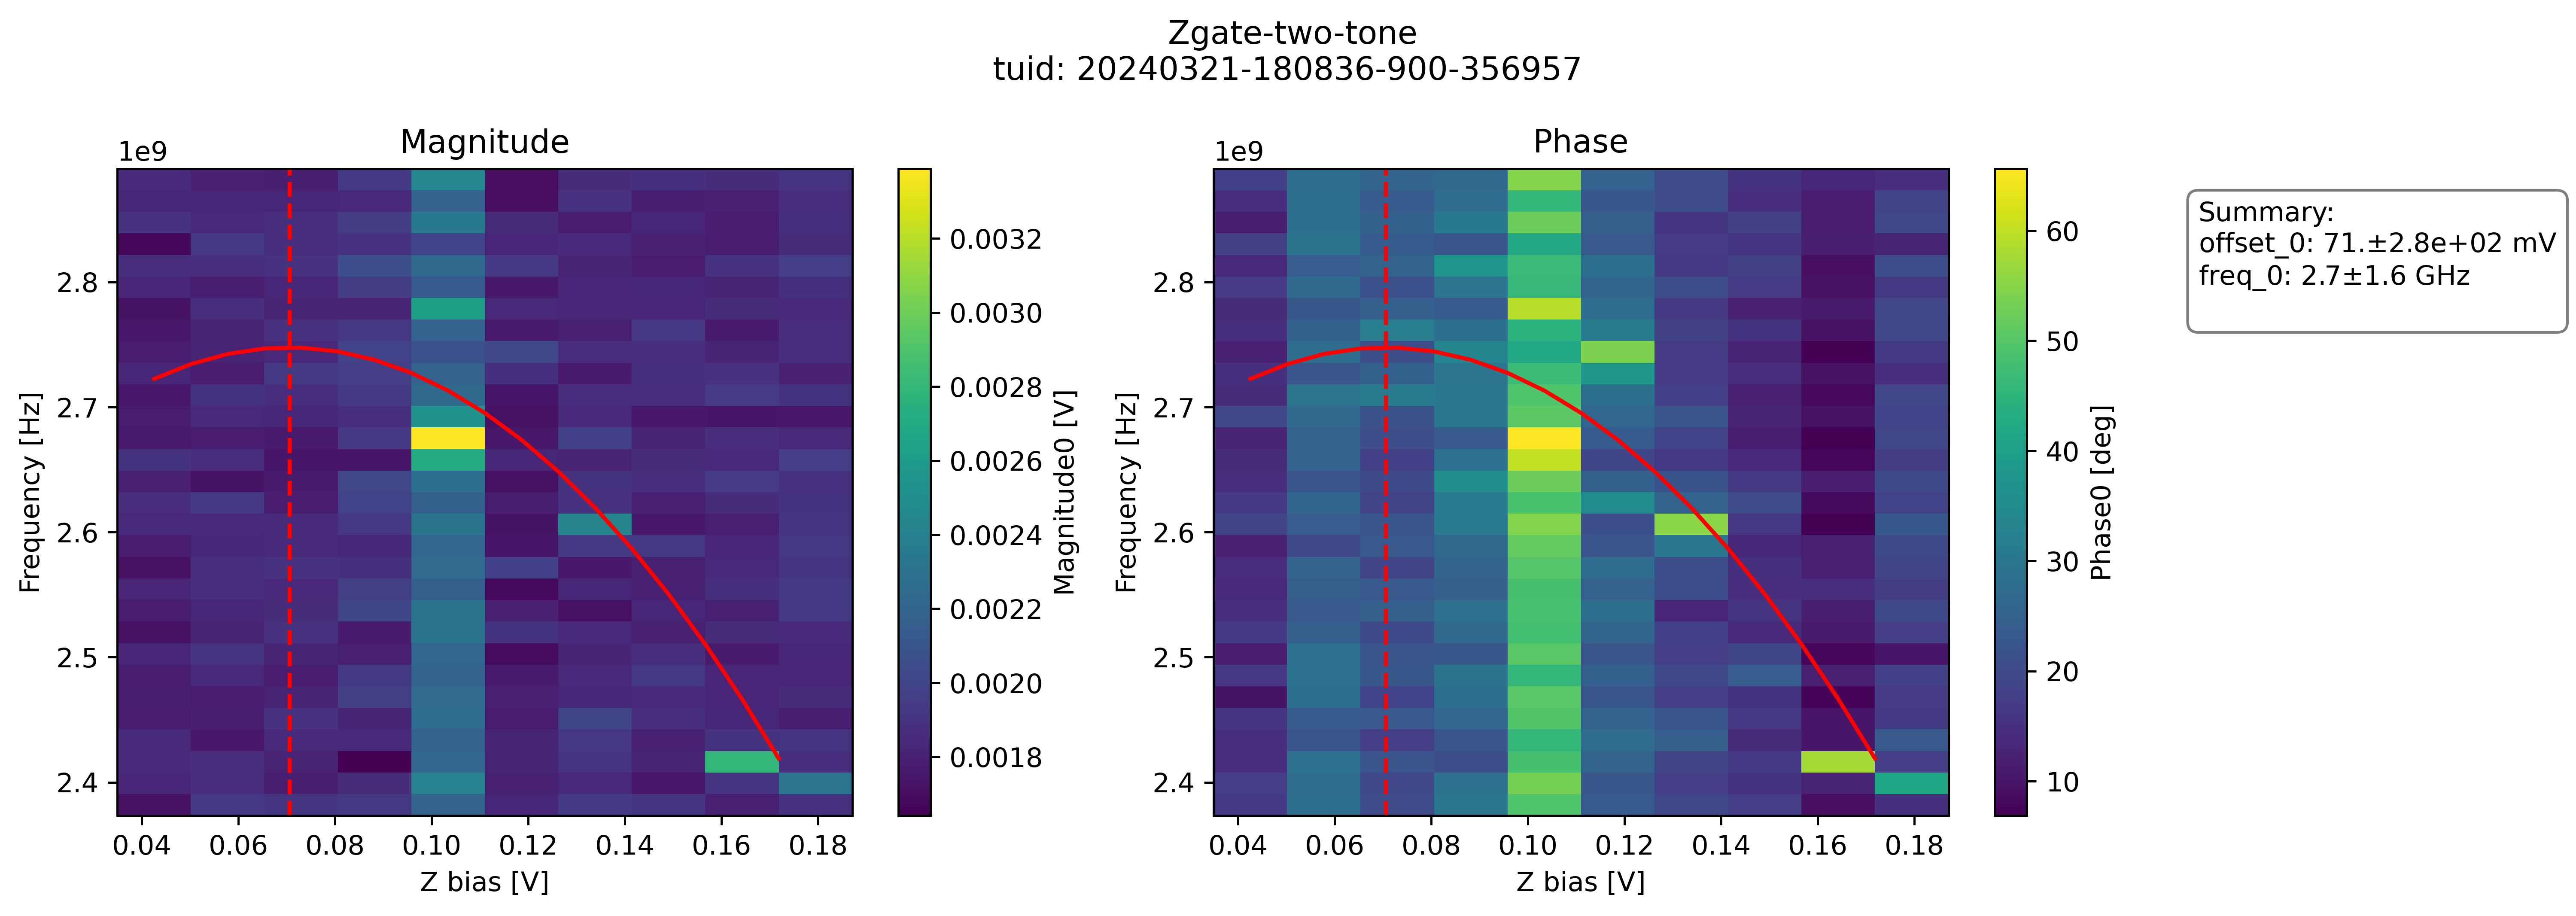 Zgate-two-tone
tuid: 20240321-180836-900-356957
Magnitude
1e9
2.8
2.7
2.6
2.5
2.4
Frequency [Hz]
0.04 0.06 0.08 0.10 0.12 0.14 0.16 0.18
Z bias [V]
0.0032
0.0030
0.0028
0.0026
0.0024
0.0022
0.0020
0.0018
Magnitude0 [V]
Phase
1e9
2.8
2.7
2.6
2.5
2.4
Frequency [Hz]
0.04 0.06 0.08 0.10 0.12 0.14 0.16 0.18
Z bias [V]
60
50
40
30
20
10
Phase0 [deg]
Summary:
offset_0: 71.±2.8e+02 mV
freq_0: 2.7±1.6 GHz